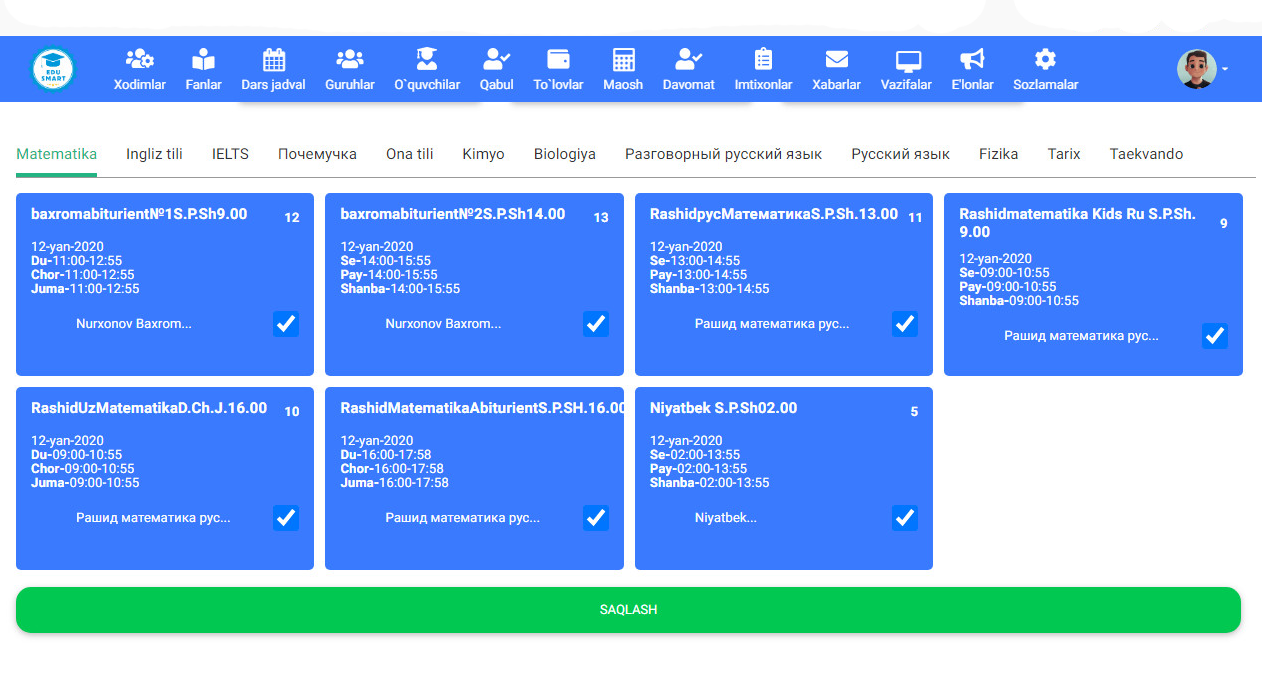 EDU
SMART
Xodimlar Fanlar Dars jadval Guruhlar O`quvchilar Qabul To`lovlar Maosh Davomat Imtixonlar Xabarlar Vazifalar E'lonlar Sozlamalar
Matematika Ingliz tili IELTS Почемучка Ona tili Kimyo Biologiya Разговорный русский язык Русский язык Fizika Tarix Taekvando
baxromabiturient№1S.P.Sh9.00 12
12-yan-2020
Du-11:00-12:55
Chor-11:00-12:55
Juma-11:00-12:55
Nurxonov Baxrom...
baxromabiturient№2S.P.Sh14.00 13
12-yan-2020
Se-14:00-15:55
Pay-14:00-15:55
Shanba-14:00-15:55
Nurxonov Baxrom...
RashidрусМатематикаS.P.Sh.13.00 11
12-yan-2020
Se-13:00-14:55
Pay-13:00-14:55
Shanba-13:00-14:55
Рашид математика рус...
Rashidmatematika Kids Ru S.P.Sh.
9.00 9
12-yan-2020
Se-09:00-10:55
Pay-09:00-10:55
Shanba-09:00-10:55
Рашид математика рус...
RashidUzMatematikaD.Ch.J.16.00 10
12-yan-2020
Du-09:00-10:55
Chor-09:00-10:55
Juma-09:00-10:55
Рашид математика рус...
RashidMatematikaAbiturientS.P.SH.16.00
12-yan-2020
Du-16:00-17:58
Chor-16:00-17:58
Juma-16:00-17:58
Рашид математика рус...
Niyatbek S.P.Sh02.00 5
12-yan-2020
Se-02:00-13:55
Pay-02:00-13:55
Shanba-02:00-13:55
Niyatbek...
SAQLASH